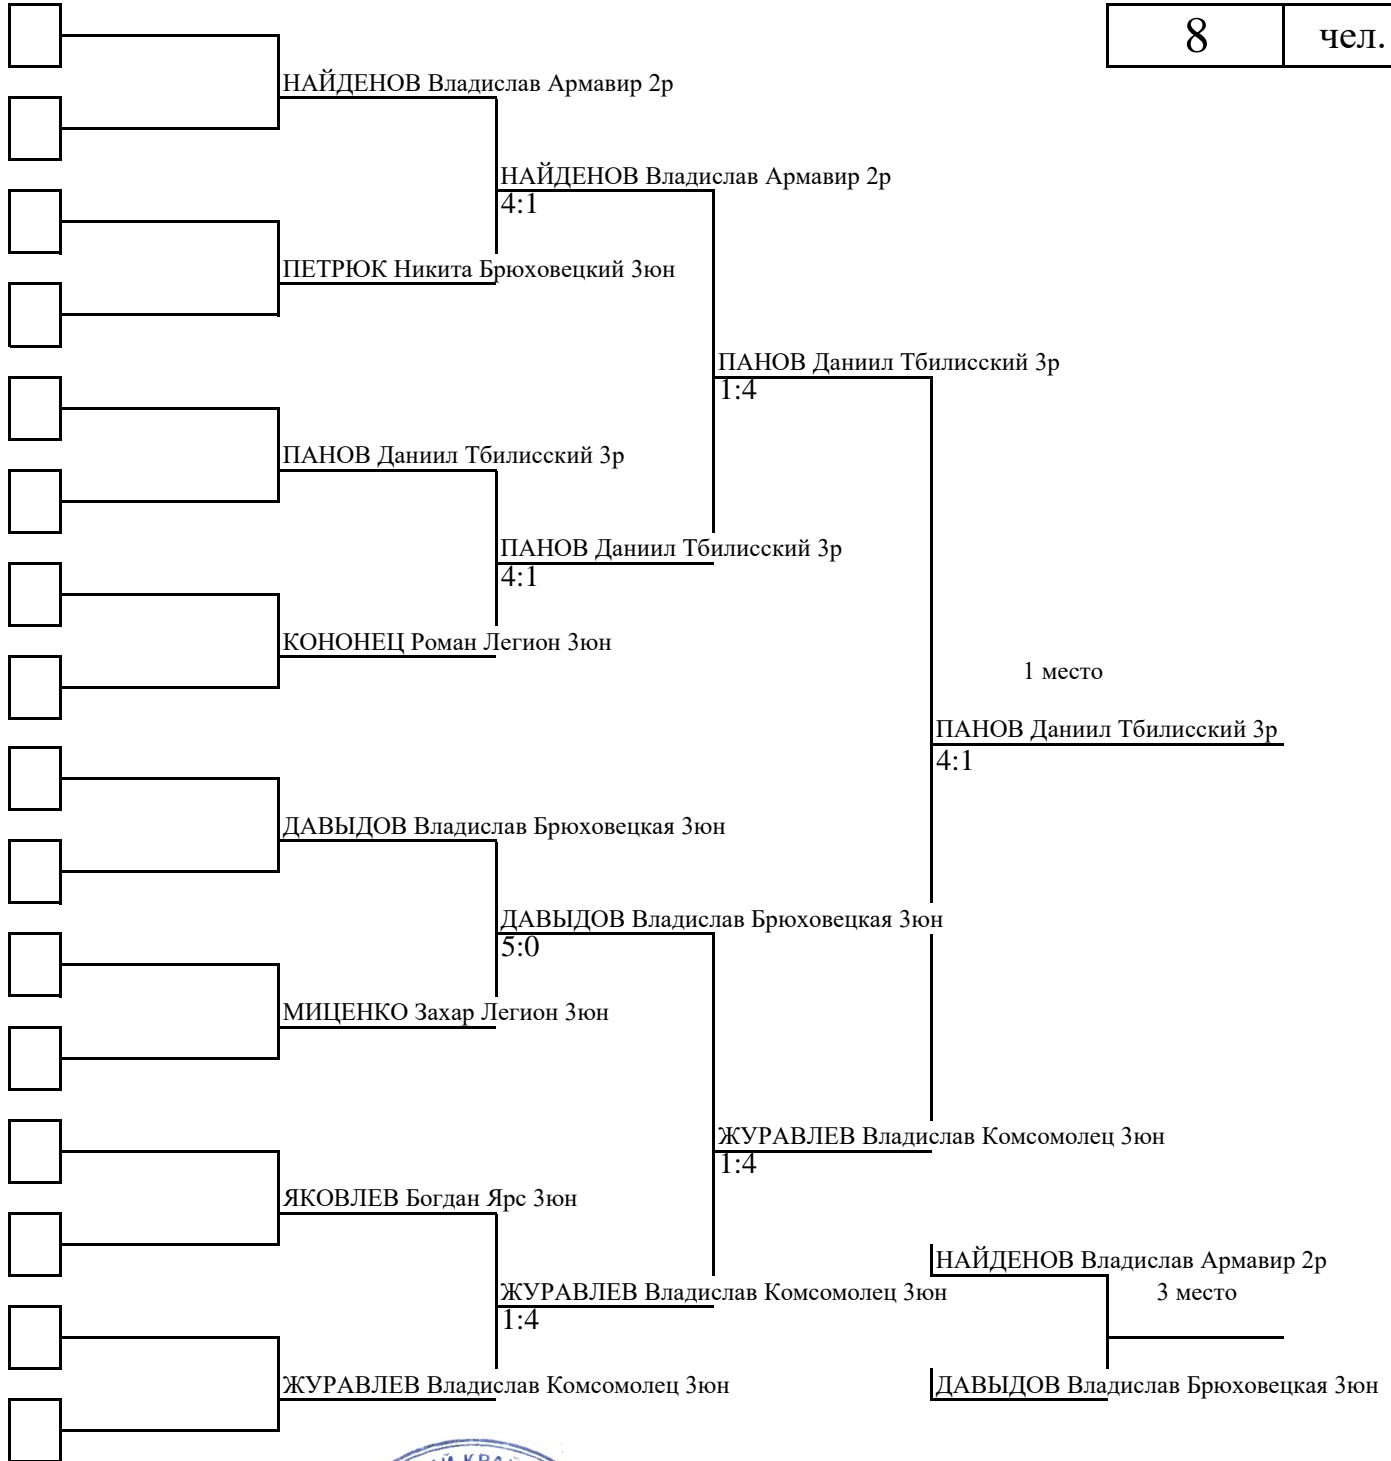 8 чел.
НАЙДЕНОВ Владислав Армавир 2р
НАЙДЕНОВ Владислав Армавир 2р
4:1
ПЕТРЮК Никита Брюховецкий 3юн
ПАНОВ Даниил Тбилисский 3р
1:4
ПАНОВ Даниил Тбилисский 3р
ПАНОВ Даниил Тбилисский 3р
4:1
КОНОНЕЦ Роман Легион 3юн
1 место
ПАНОВ Даниил Тбилисский 3р
4:1
ДАВЫДОВ Владислав Брюховецкая 3юн
ДАВЫДОВ Владислав Брюховецкая 3юн
5:0
МИЦЕНКО Захар Легион 3юн
ЖУРАВЛЕВ Владислав Комсомолец 3юн
1:4
ЯКОВЛЕВ Богдан Ярс 3юн
НАЙДЕНОВ Владислав Армавир 2р
3 место
ЖУРАВЛЕВ Владислав Комсомолец 3юн
1:4
ЖУРАВЛЕВ Владислав Комсомолец 3юн
ДАВЫДОВ Владислав Брюховецкая 3юн